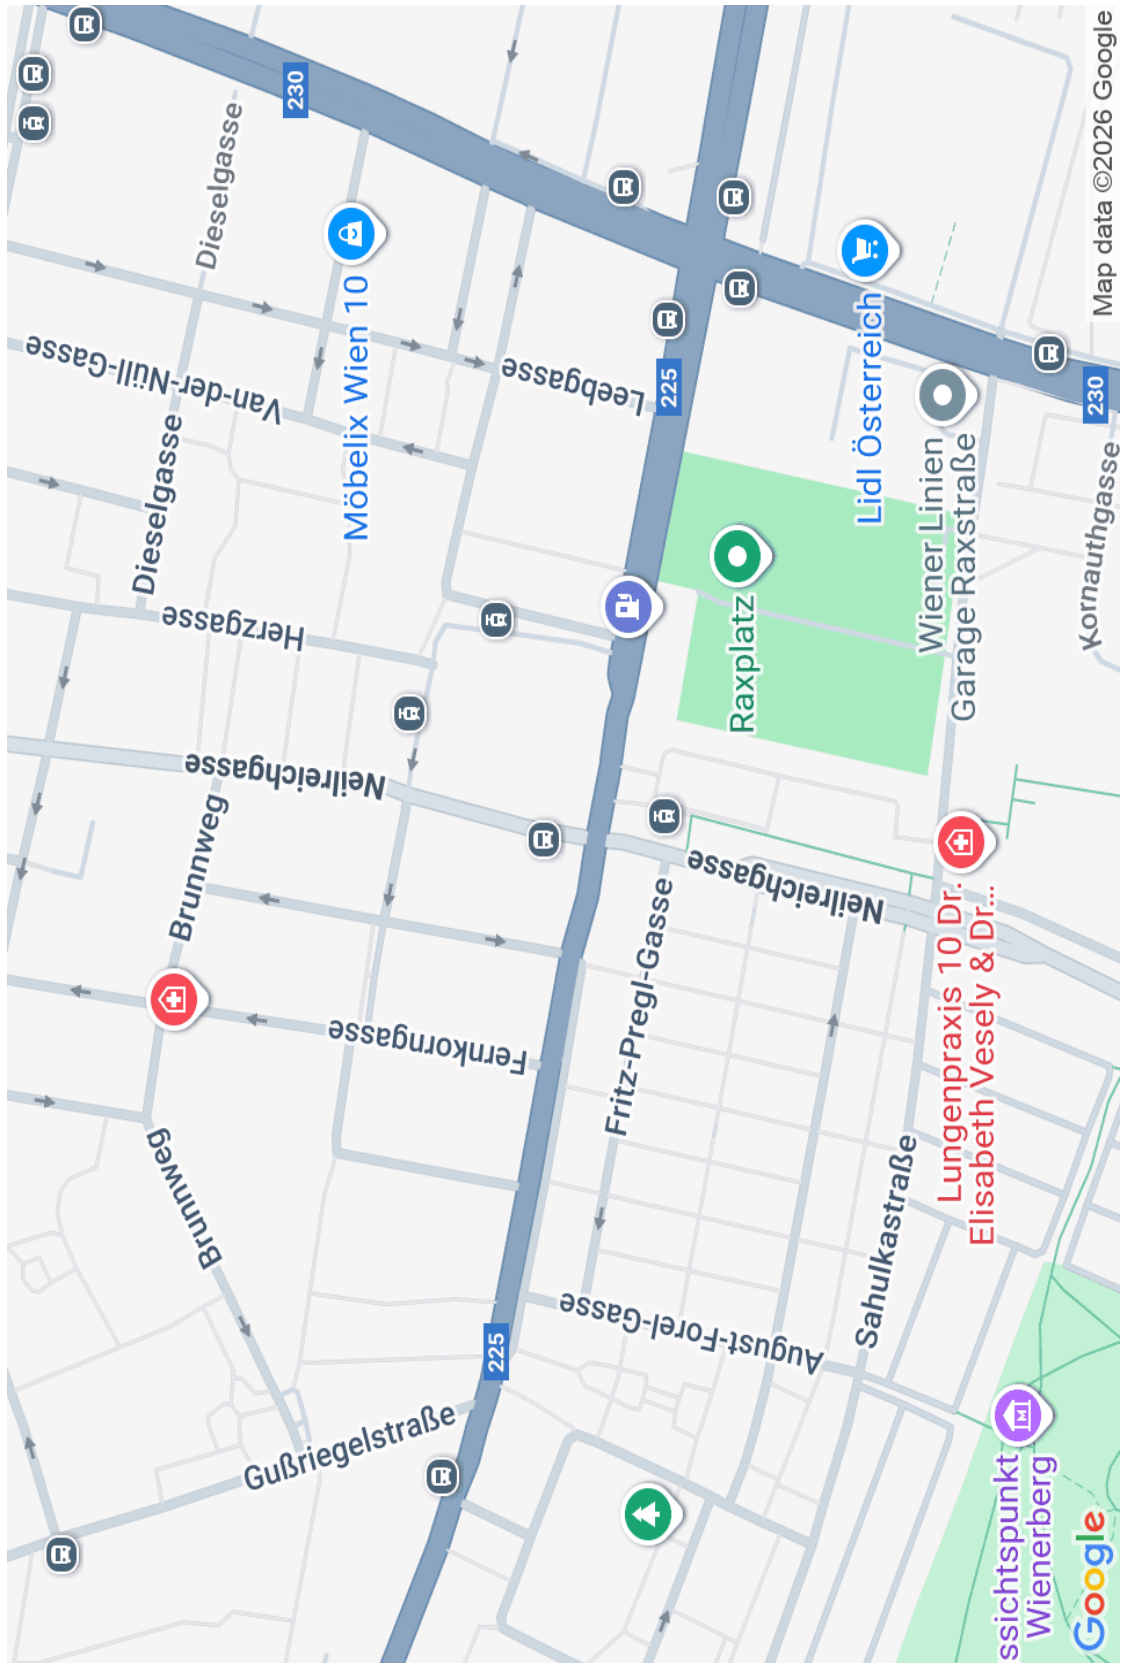 230
Dieselgasse
Van-der-Nüll-Gasse
Möbelix Wien 10
Leebgasse
225
Dieselgasse
Herzgasse
Lidl Österreich
Wiener Linien
Garage Raxstraße
230
Kornauthgasse
Raxplatz
Neilreichgasse
Brunnweg
Neilreichgasse
Fernkorngasse
Fritz-Pregl-Gasse
Lungenpraxis 10 Dr.
Elisabeth Vesely & Dr...
Brunnweg
Sahulkastraße
August-Forel-Gasse
225
Gußriegelstraße
ssichtspunkt
Wienerberg
Google
Map data ©2026 Google